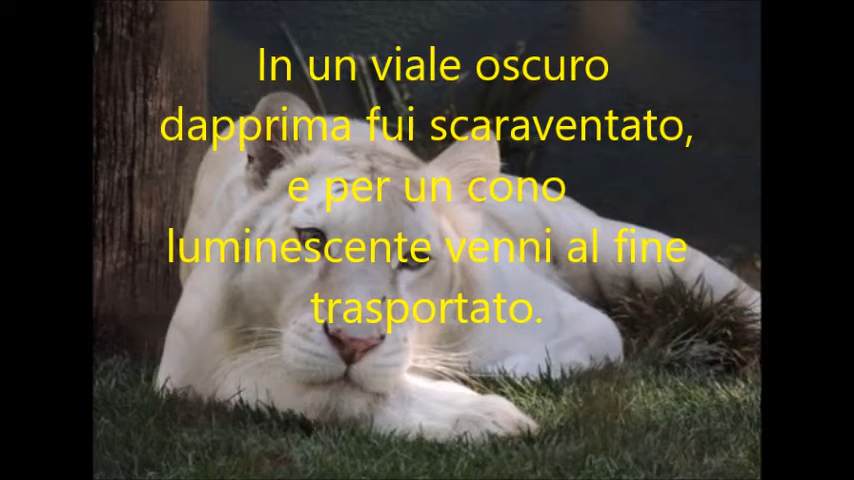 In un viale oscuro
dapprima fui scaraventato,
e per un cono
luminescente venni al fine
trasportato.